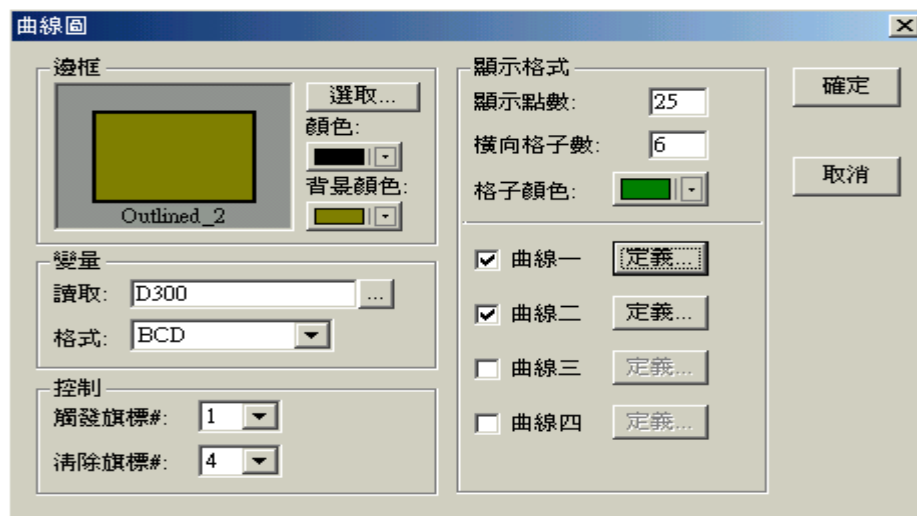 曲線圖
邊框
選取...
顏色:
背景顏色:
Outlined_2
變量
讀取: D300 ...
格式: BCD
控制
觸發旗標#: 1
清除旗標#: 4
顯示格式
顯示點數: 25
橫向格子數: 6
格子顏色:
曲線一 定義...
曲線二 定義...
曲線三 定義...
曲線四 定義...
確定
取消